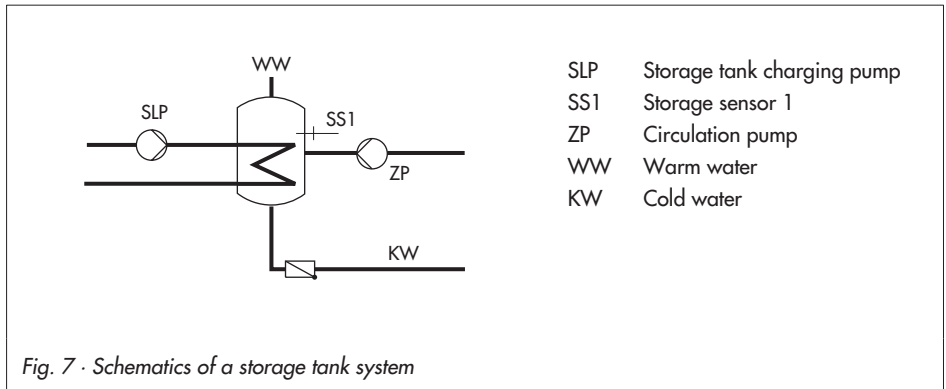 WW
SLP
SS1
ZP
KW
SLP Storage tank charging pump
SS1 Storage sensor 1
ZP Circulation pump
WW Warm water
KW Cold water
Fig. 7 · Schematics of a storage tank system